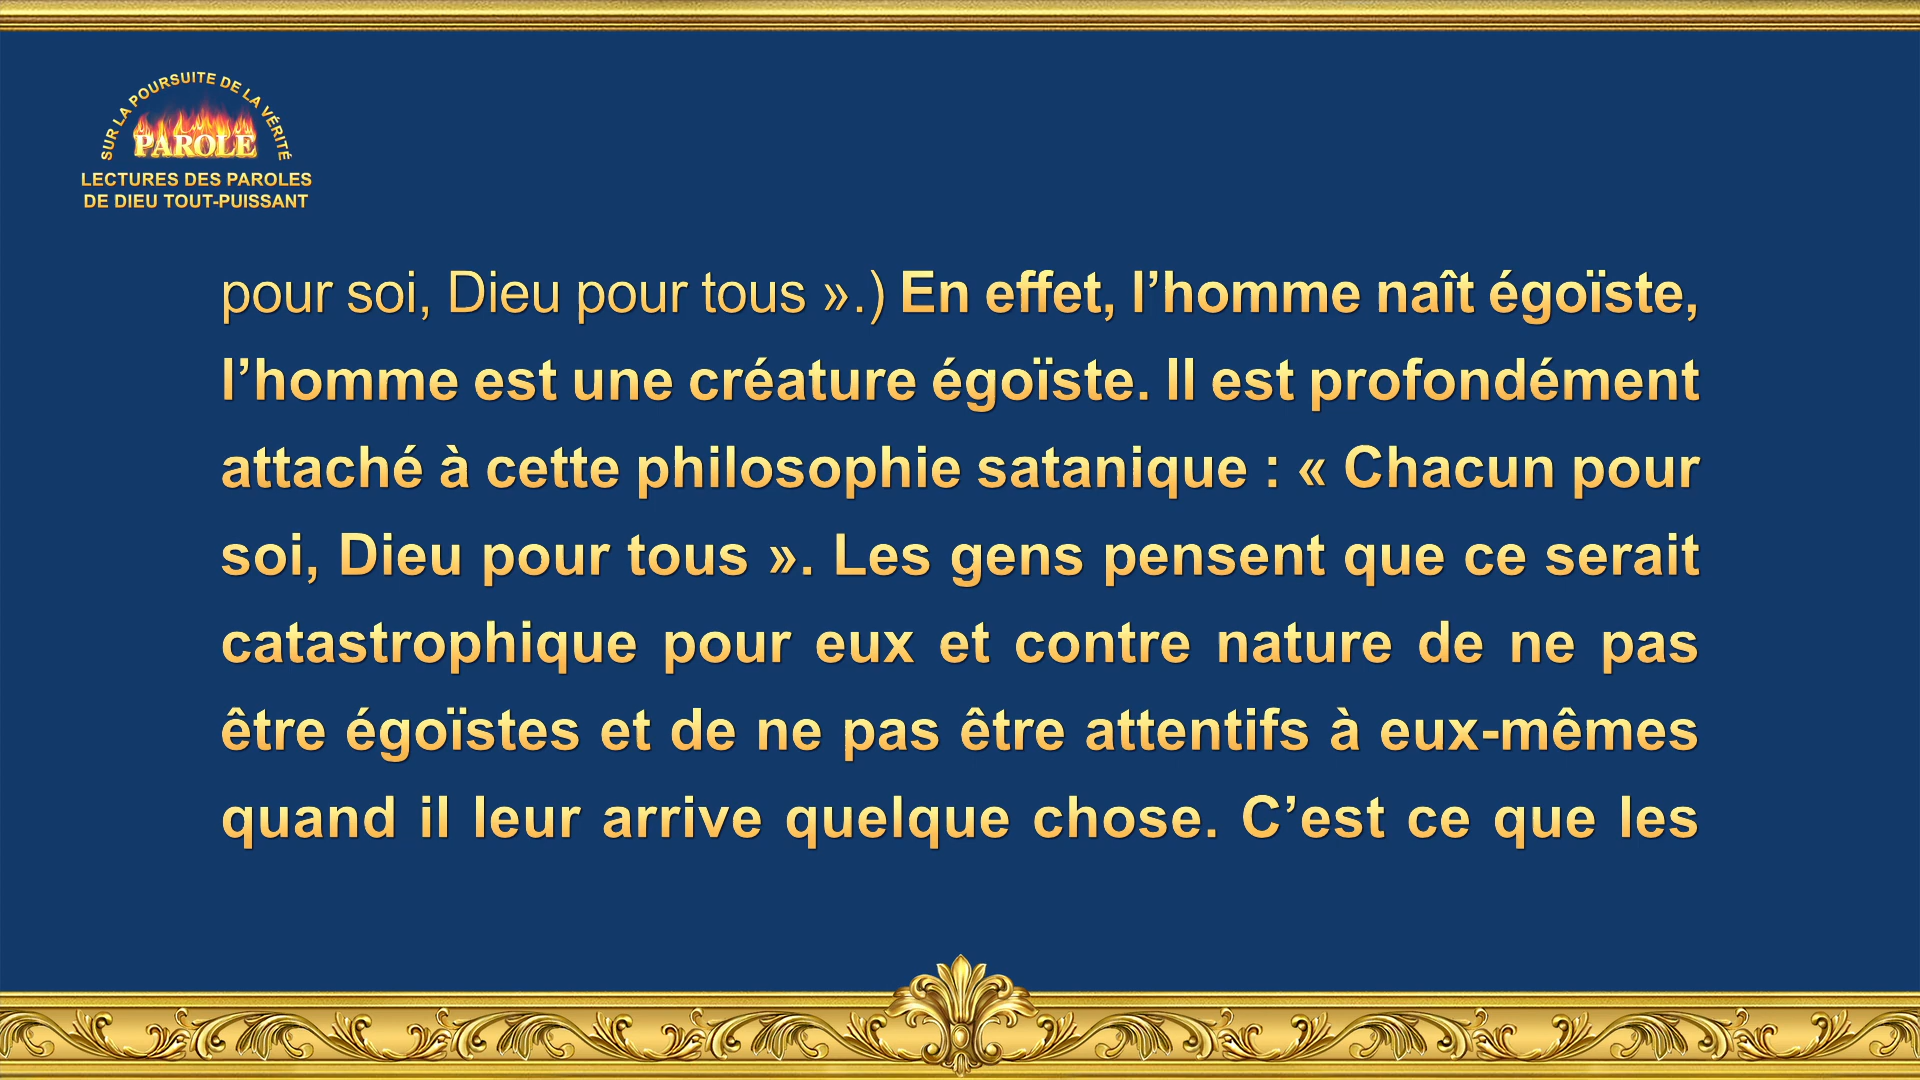 SUR LA POURSUITE DE LA VÉRITÉ
PAROLE
LECTURES DES PAROLES
DE DIEU TOUT-PUISSANT
pour soi, Dieu pour tous ».) En effet, l’homme naît égoïste,
l’homme est une créature égoïste. Il est profondément
attaché à cette philosophie satanique : « Chacun pour
soi, Dieu pour tous ». Les gens pensent que ce serait
catastrophique pour eux et contre nature de ne pas
être égoïstes et de ne pas être attentifs à eux-mêmes
quand il leur arrive quelque chose. C’est ce que les